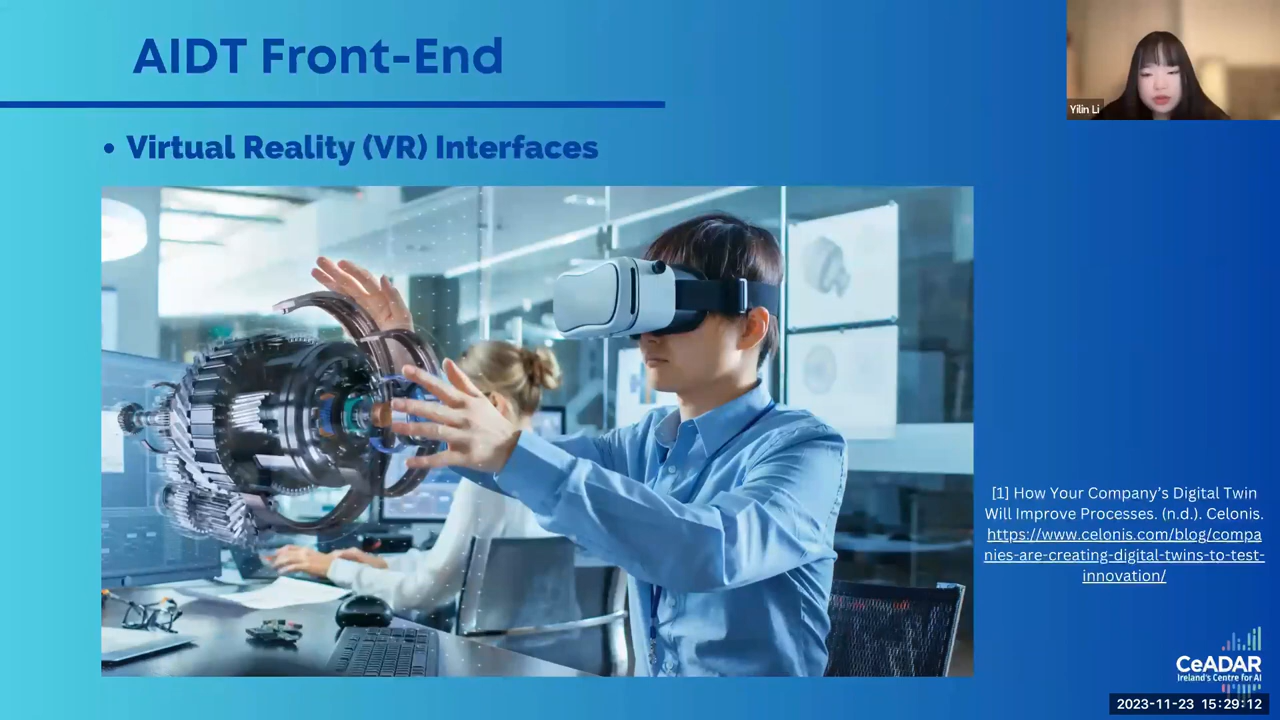 AIDT Front-End
Yilin Li
• Virtual Reality (VR) Interfaces
[1] How Your Company's Digital Twin
Will Improve Processes. (n.d.). Celonis.
https://www.celonis.com/blog/compa
nies-are-creating-digital-twins-to-test-
innovation/
CeADAR
Ireland's Centre for AI
2023-11-23 15:29:12